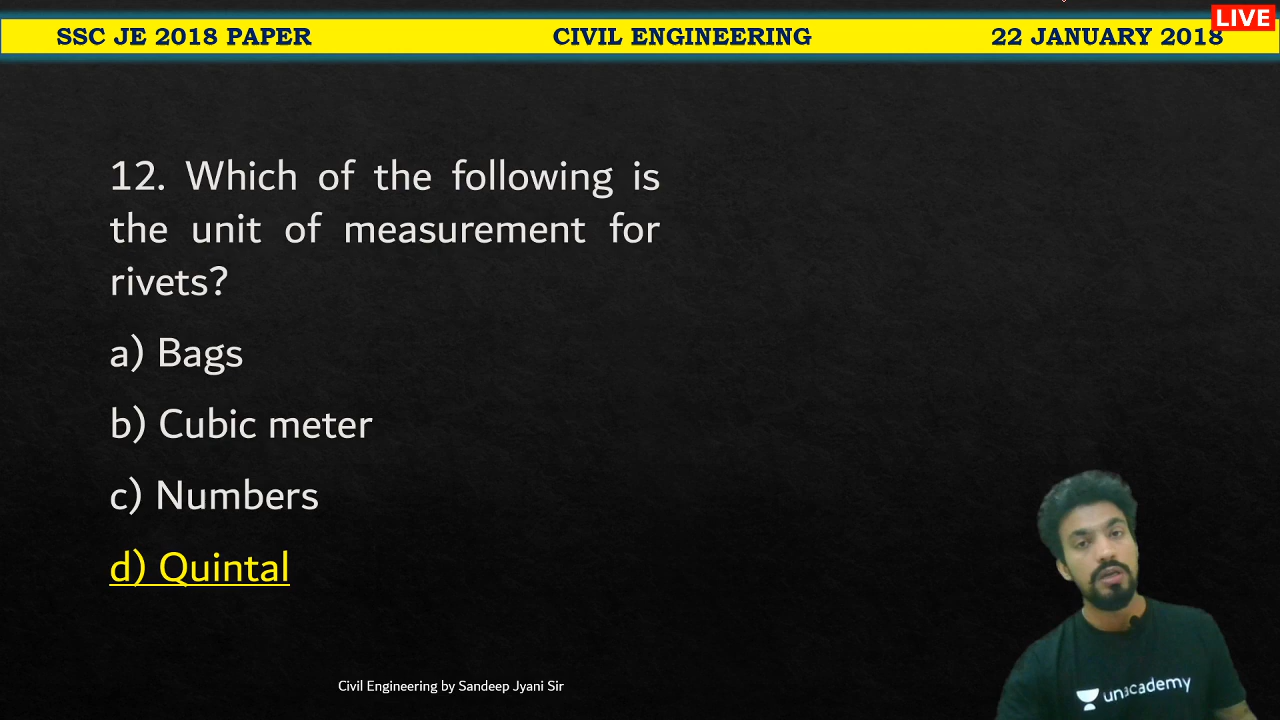 LIVE
SSC JE 2018 PAPER CIVIL ENGINEERING 22 JANUARY 2018
12. Which of the following is
the unit of measurement for
rivets?
a) Bags
b) Cubic meter
c) Numbers
d) Quintal
Civil Engineering by Sandeep Jyani Sir
unacademy